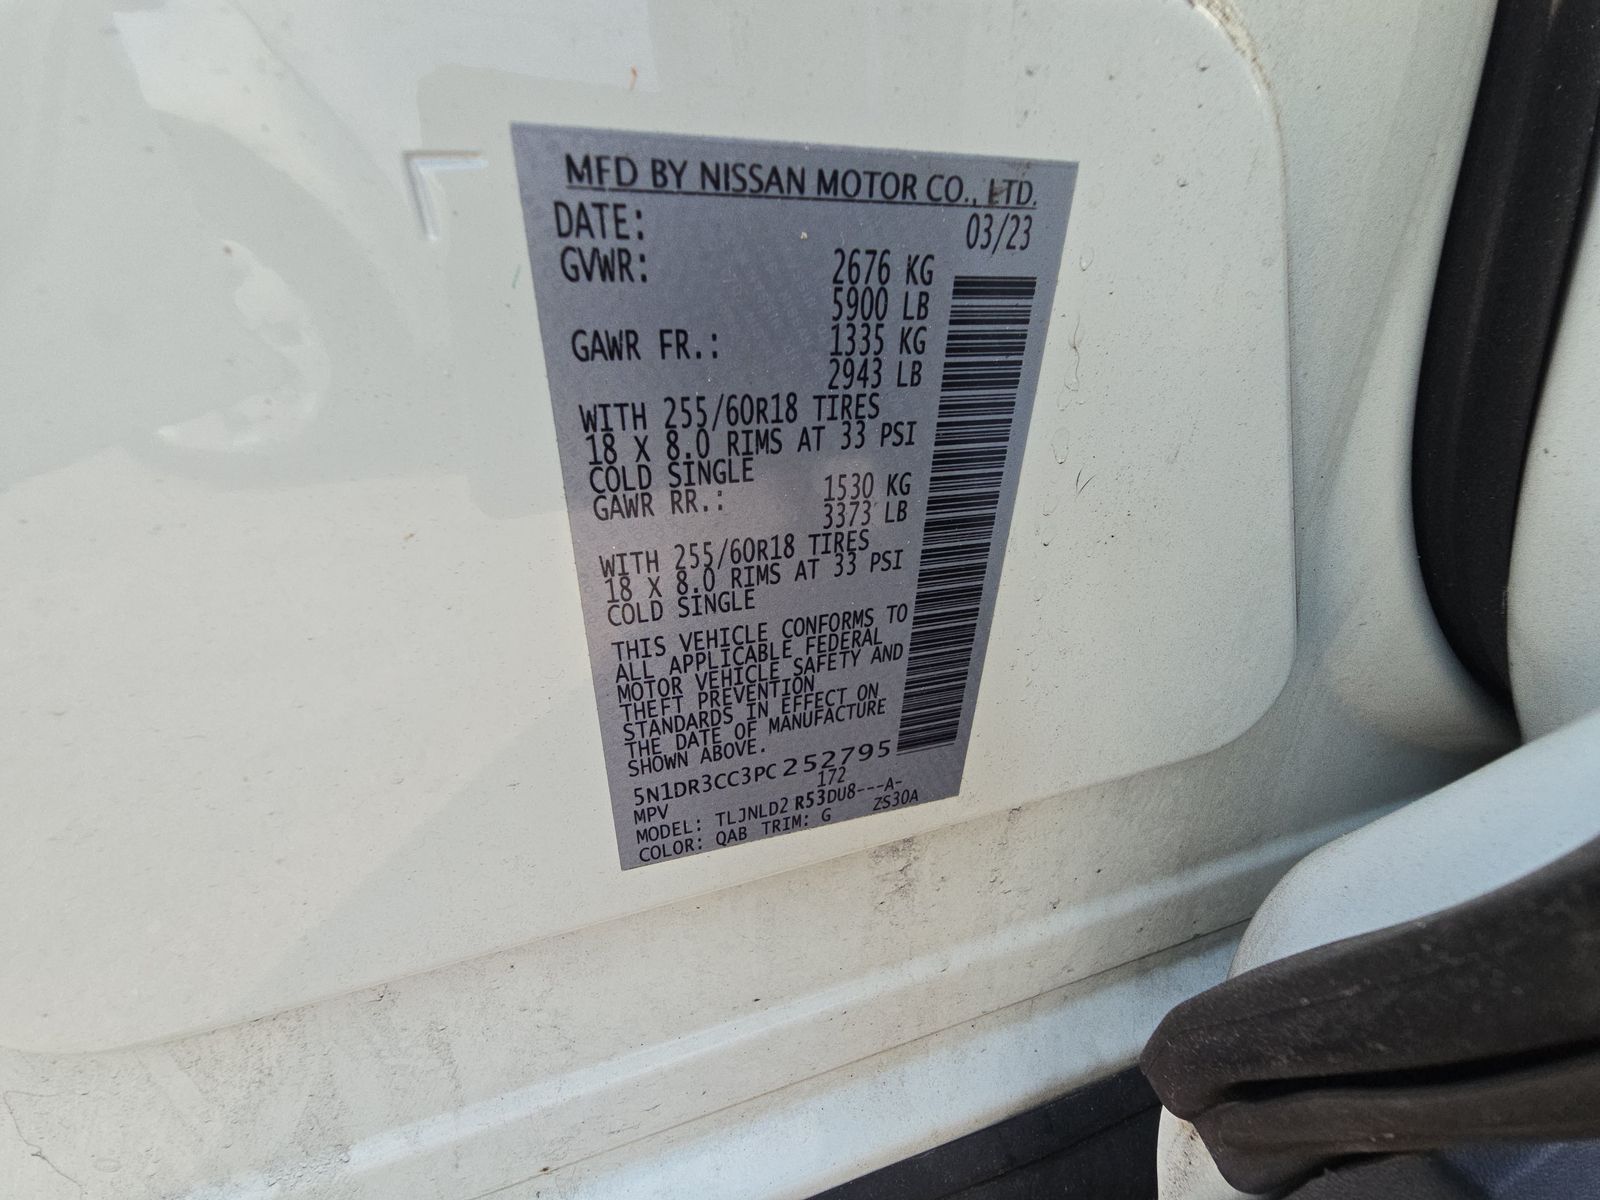 MFD BY NISSAN MOTOR CO., LTD.
DATE: 03/23
GVWR: 2676 KG
5900 LB
GAWR FR.: 1335 KG
2943 LB
WITH 255/60R18 TIRES
18 X 8.0 RIMS AT 33 PSI
COLD SINGLE
GAWR RR.: 1530 KG
3373 LB
WITH 255/60R18 TIRES
18 X 8.0 RIMS AT 33 PSI
COLD SINGLE
THIS VEHICLE CONFORMS TO
ALL APPLICABLE FEDERAL
MOTOR VEHICLE SAFETY AND
THEFT PREVENTION
STANDARDS IN EFFECT ON
THE DATE OF MANUFACTURE
SHOWN ABOVE.
5N1DR3CC3PC252795
MPV 172
MODEL: TLJNLD2 R53DU8---A-
COLOR: QAB TRIM: G ZS30A